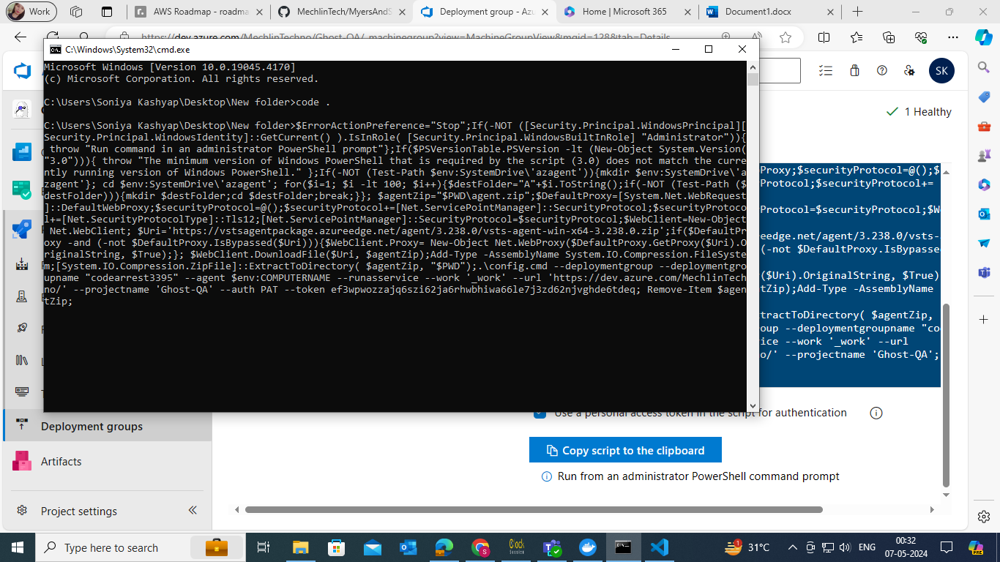 Work
AWS Roadmap - roadma
MechlinTech/MyersAndS
Deployment group - Az
Home | Microsoft 365
Document1.docx
https://dev.azure.com/MechlinTechno/Ghost-QA/_machinegroup?view=MachineGroupView&mgid=128&tab=Details
C:\Windows\System32\cmd.exe
Microsoft Windows [Version 10.0.19045.4170]
(c) Microsoft Corporation. All rights reserved.
C:\Users\Soniya Kashyap\Desktop\New folder>code .
C:\Users\Soniya Kashyap\Desktop\New folder>$ErrorActionPreference="Stop";If(-NOT ([Security.Principal.WindowsPrincipal][
Security.Principal.WindowsIdentity]::GetCurrent() ).IsInRole( [Security.Principal.WindowsBuiltInRole] "Administrator")){
throw "Run command in an administrator PowerShell prompt"};If($PSVersionTable.PSVersion -lt (New-Object System.Version(
"3.0"))){ throw "The minimum version of Windows PowerShell that is required by the script (3.0) does not match the curre
ntly running version of Windows PowerShell." };If(-NOT (Test-Path $env:SystemDrive\'azagent')){mkdir $env:SystemDrive\'a
zagent'}; cd $env:SystemDrive\'azagent'; for($i=1; $i -lt 100; $i++){$destFolder="A"+$i.ToString();if(-NOT (Test-Path ($
destFolder))){mkdir $destFolder;cd $destFolder;break;}}; $agentZip="$PWD\agent.zip";$DefaultProxy=[System.Net.WebRequest
]::DefaultWebProxy;$securityProtocol=@();$securityProtocol+=[Net.ServicePointManager]::SecurityProtocol;$securityProtoco
l+=[Net.SecurityProtocolType]::Tls12;[Net.ServicePointManager]::SecurityProtocol=$securityProtocol;$WebClient=New-Object
Net.WebClient; $Uri='https://vstsagentpackage.azureedge.net/agent/3.238.0/vsts-agent-win-x64-3.238.0.zip';if($DefaultPr
oxy -and (-not $DefaultProxy.IsBypassed($Uri))){$WebClient.Proxy= New-Object Net.WebProxy($DefaultProxy.GetProxy($Uri).O
riginalString, $True);}; $WebClient.DownloadFile($Uri, $agentZip);Add-Type -AssemblyName System.IO.Compression.FileSyste
m;[System.IO.Compression.ZipFile]::ExtractToDirectory( $agentZip, "$PWD");.\config.cmd --deploymentgroup --deploymentgro
upname "codearrest3395" --agent $env:COMPUTERNAME --runasservice --work '_work' --url 'https://dev.azure.com/MechlinTech
no/' --projectname 'Ghost-QA' --auth PAT --token ef3wpwozzajq6szi62ja6rhwbhiwa66le7j3zd62njvghde6tdeq; Remove-Item $agen
tZip;
SK
1 Healthy
Proxy;$securityProtocol=@();$
Protocol;$securityProtocol+=
Protocol=$securityProtocol;$W
reedge.net/agent/3.238.0/vsts-
(-not $DefaultProxy.IsBypasse
($Uri).OriginalString, $True)
tZip);Add-Type -AssemblyName
tractToDirectory( $agentZip,
oup --deploymentgroupname "co
ice --work '_work' --url
o/' --projectname 'Ghost-QA';
Use a personal access token in the script for authentication
Copy script to the clipboard
Run from an administrator PowerShell command prompt
Deployment groups
Artifacts
Project settings
Type here to search
Clock
31°C
ENG
00:32
07-05-2024